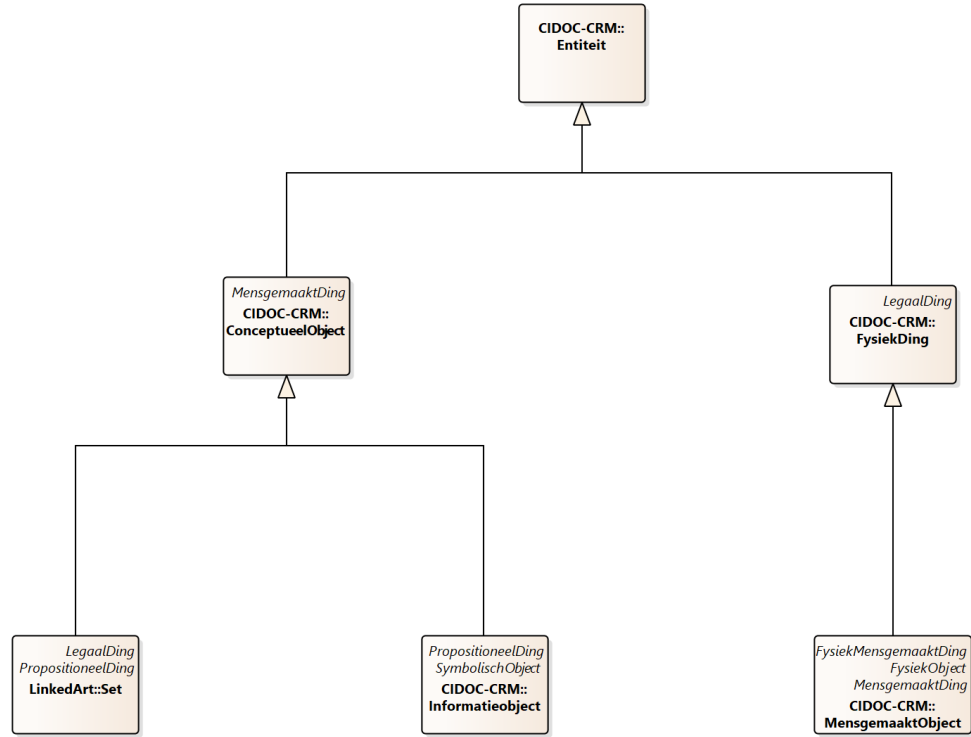 CIDOC-CRM::
Entiteit
MensgemaaktDing
CIDOC-CRM::
ConceptueelObject
LegaalDing
CIDOC-CRM::
FysiekDing
LegaalDing
PropositioneelDing
LinkedArt::Set
PropositioneelDing
SymbolischObject
CIDOC-CRM::
Informatieobject
FysiekMensgemaaktDing
FysiekObject
MensgemaaktDing
CIDOC-CRM::
MensgemaaktObject